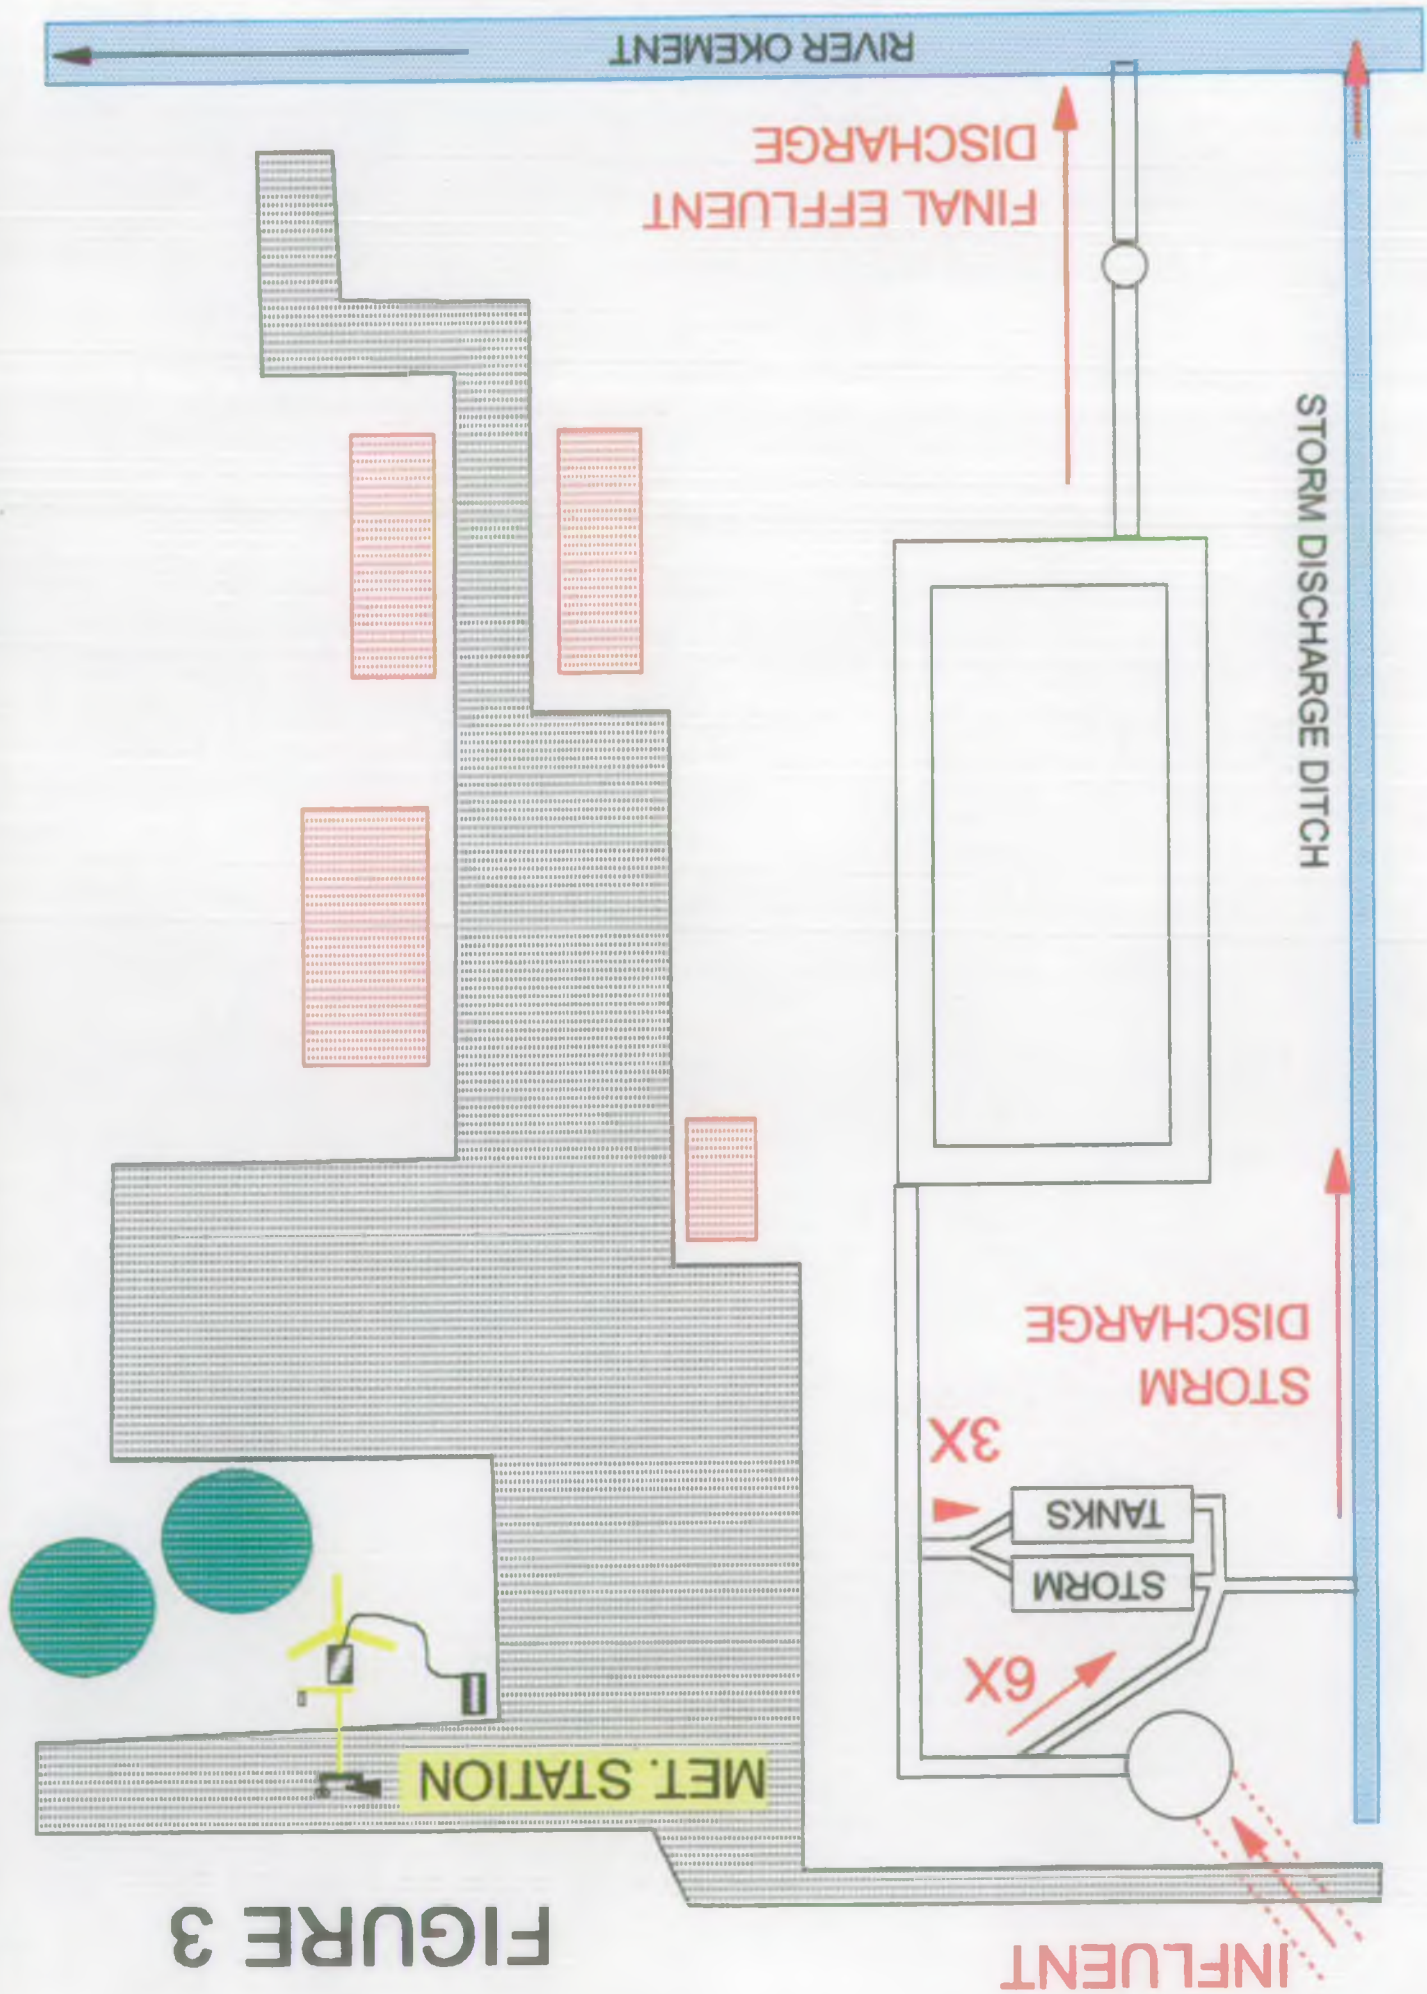 FIGURE 3
INFLUENT
MET. STATION
6X
STORM
TANKS
3X
STORM
DISCHARGE
STORM DISCHARGE DITCH
FINAL EFFLUENT
DISCHARGE
RIVER OKEMENT